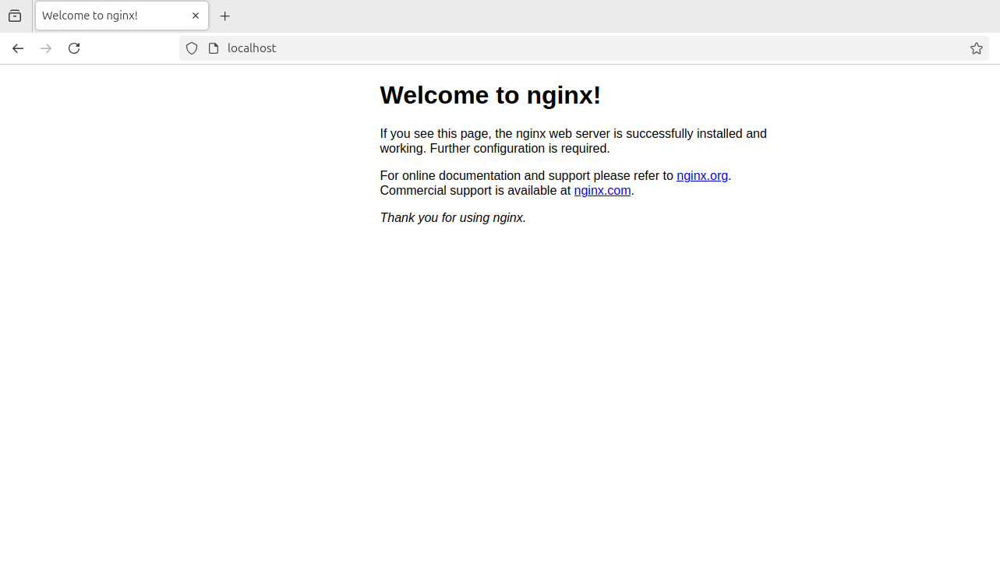 Welcome to nginx!
localhost
Welcome to nginx!
If you see this page, the nginx web server is successfully installed and
working. Further configuration is required.
For online documentation and support please refer to nginx.org.
Commercial support is available at nginx.com.
Thank you for using nginx.